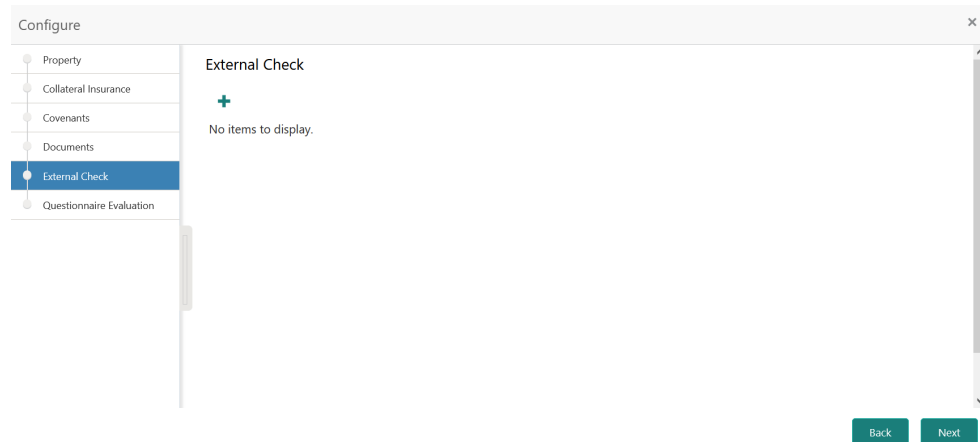 Configure
Property
Collateral Insurance
Covenants
Documents
External Check
Questionnaire Evaluation
External Check
No items to display.
Back
Next